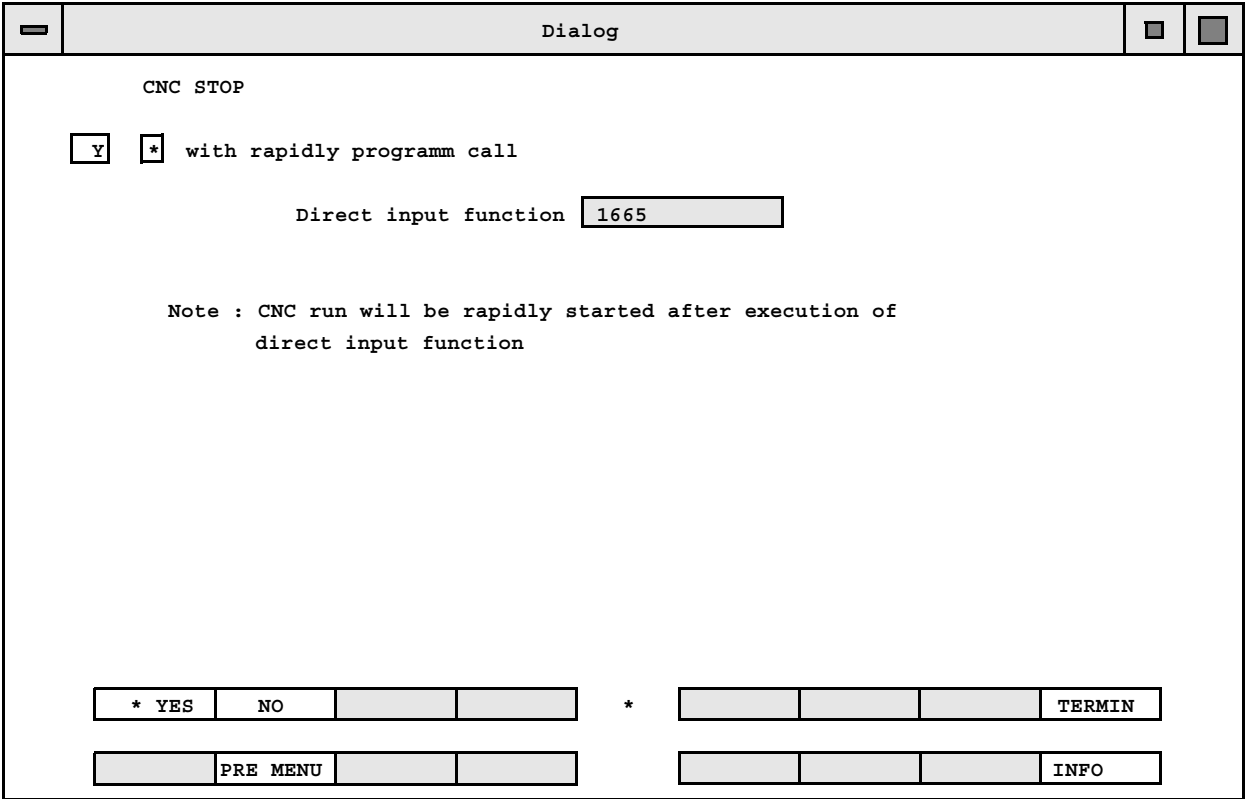 Dialog
CNC STOP
Y * with rapidly programm call
Direct input function 1665
Note : CNC run will be rapidly started after execution of
direct input function
* YES NO * TERMIN
PRE MENU INFO